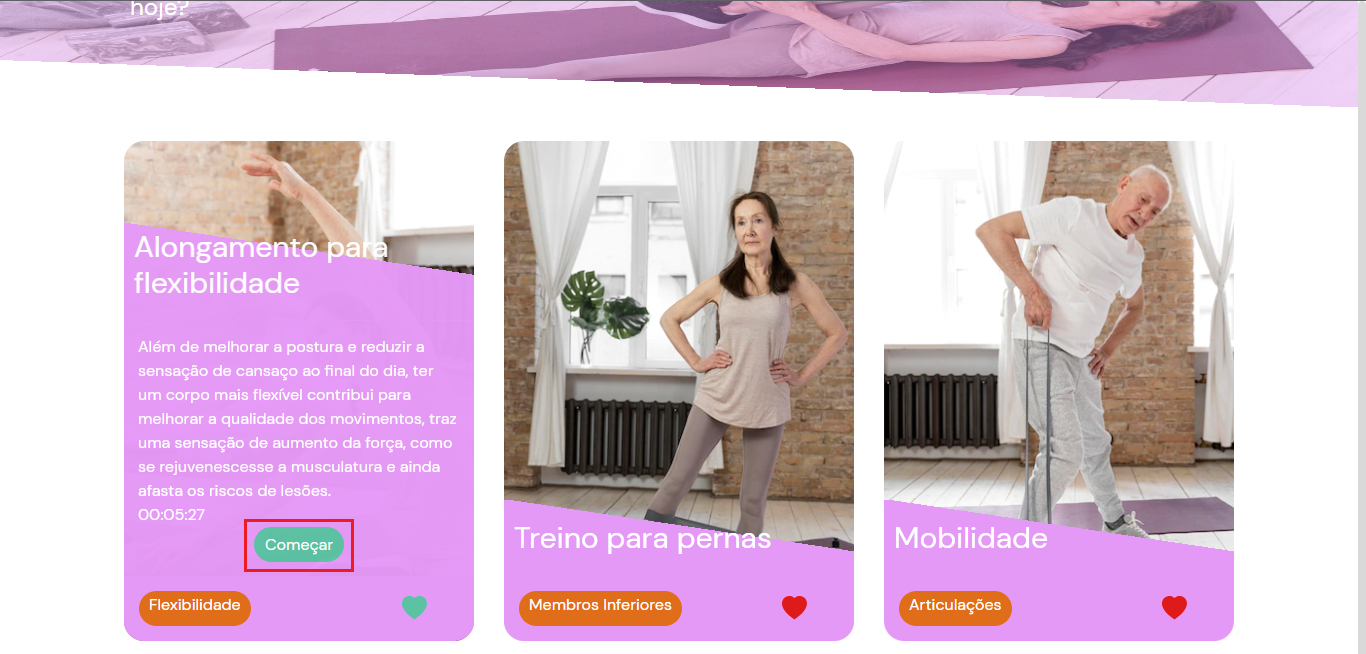 hoje?
Alongamento para
flexibilidade
Além de melhorar a postura e reduzir a
sensação de cansaço ao final do dia, ter
um corpo mais flexível contribui para
melhorar a qualidade dos movimentos, traz
uma sensação de aumento da força, como
se rejuvenescesse a musculatura e ainda
afasta os riscos de lesões.
00:05:27
Começar
Flexibilidade
Treino para pernas
Membros Inferiores
Mobilidade
Articulações